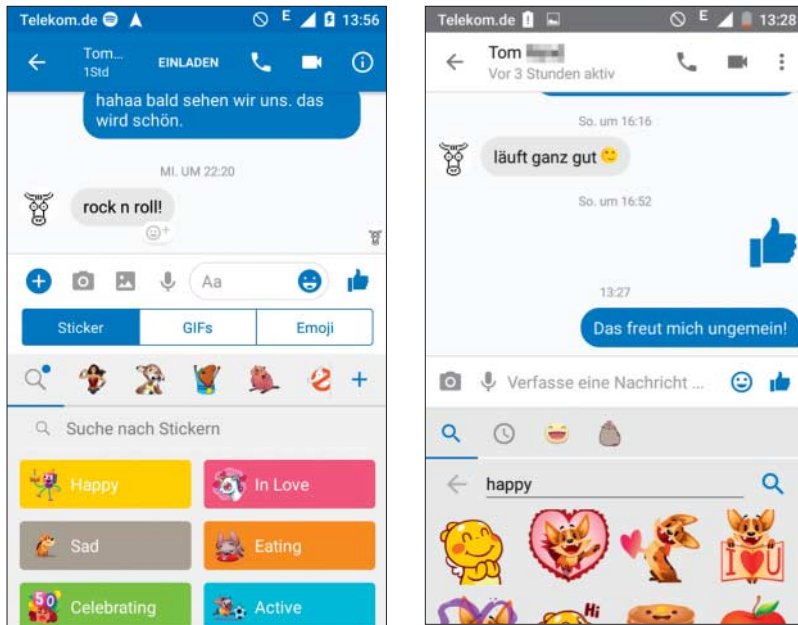 Telekom.de E 13:56
Tom...
1Std
EINLADEN
hahaa bald sehen wir uns. das
wird schön.
MI. UM 22:20
rock n roll!
Aa
Sticker GIFs Emoji
Suche nach Stickern
Happy In Love
Sad Eating
Celebrating Active
Telekom.de E 13:28
Tom
Vor 3 Stunden aktiv
So. um 16:16
läuft ganz gut
So. um 16:52
13:27
Das freut mich ungemein!
Verfasse eine Nachricht ...
happy
I U
Hi